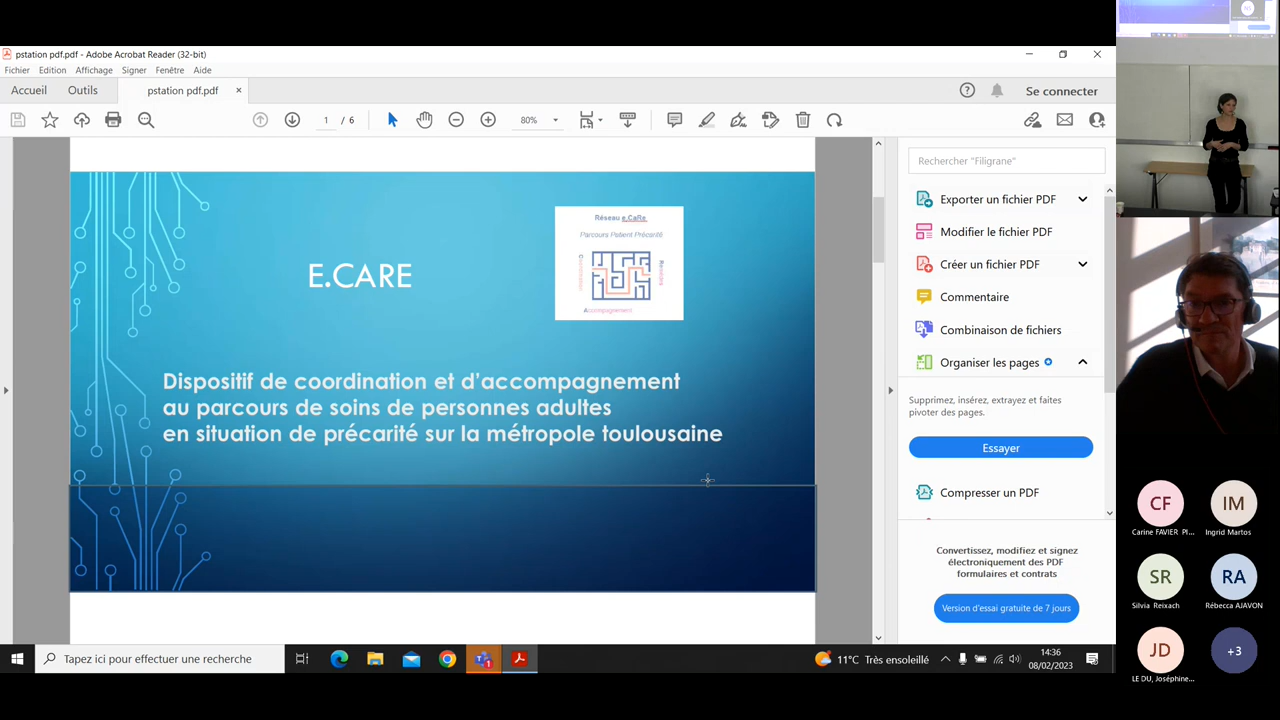 pstation pdf.pdf - Adobe Acrobat Reader (32-bit)
Fichier Edition Affichage Signer Fenêtre Aide
Accueil Outils pstation pdf.pdf × Se connecter
1 / 6 80%
Réseau e.CaRe
Parcours Patient Précarité
Accompagnement
E.CARE
Dispositif de coordination et d'accompagnement
au parcours de soins de personnes adultes
en situation de précarité sur la métropole toulousaine
Rechercher "Filigrane"
Exporter un fichier PDF
Modifier le fichier PDF
Créer un fichier PDF
Commentaire
Combinaison de fichiers
Organiser les pages
Supprimez, insérez, extrayez et faites
pivoter des pages.
Essayer
Compresser un PDF
Convertissez, modifiez et signez
électroniquement des PDF
formulaires et contrats
Version d'essai gratuite de 7 jours
Tapez ici pour effectuer une recherche
11°C Très ensoleillé
14:36
08/02/2023
CF IM
Carine FAVIER Pl... Ingrid Martos
SR RA
Silvia Reixach Rébecca AJAVON
JD +3
LE DU, Joséphine...